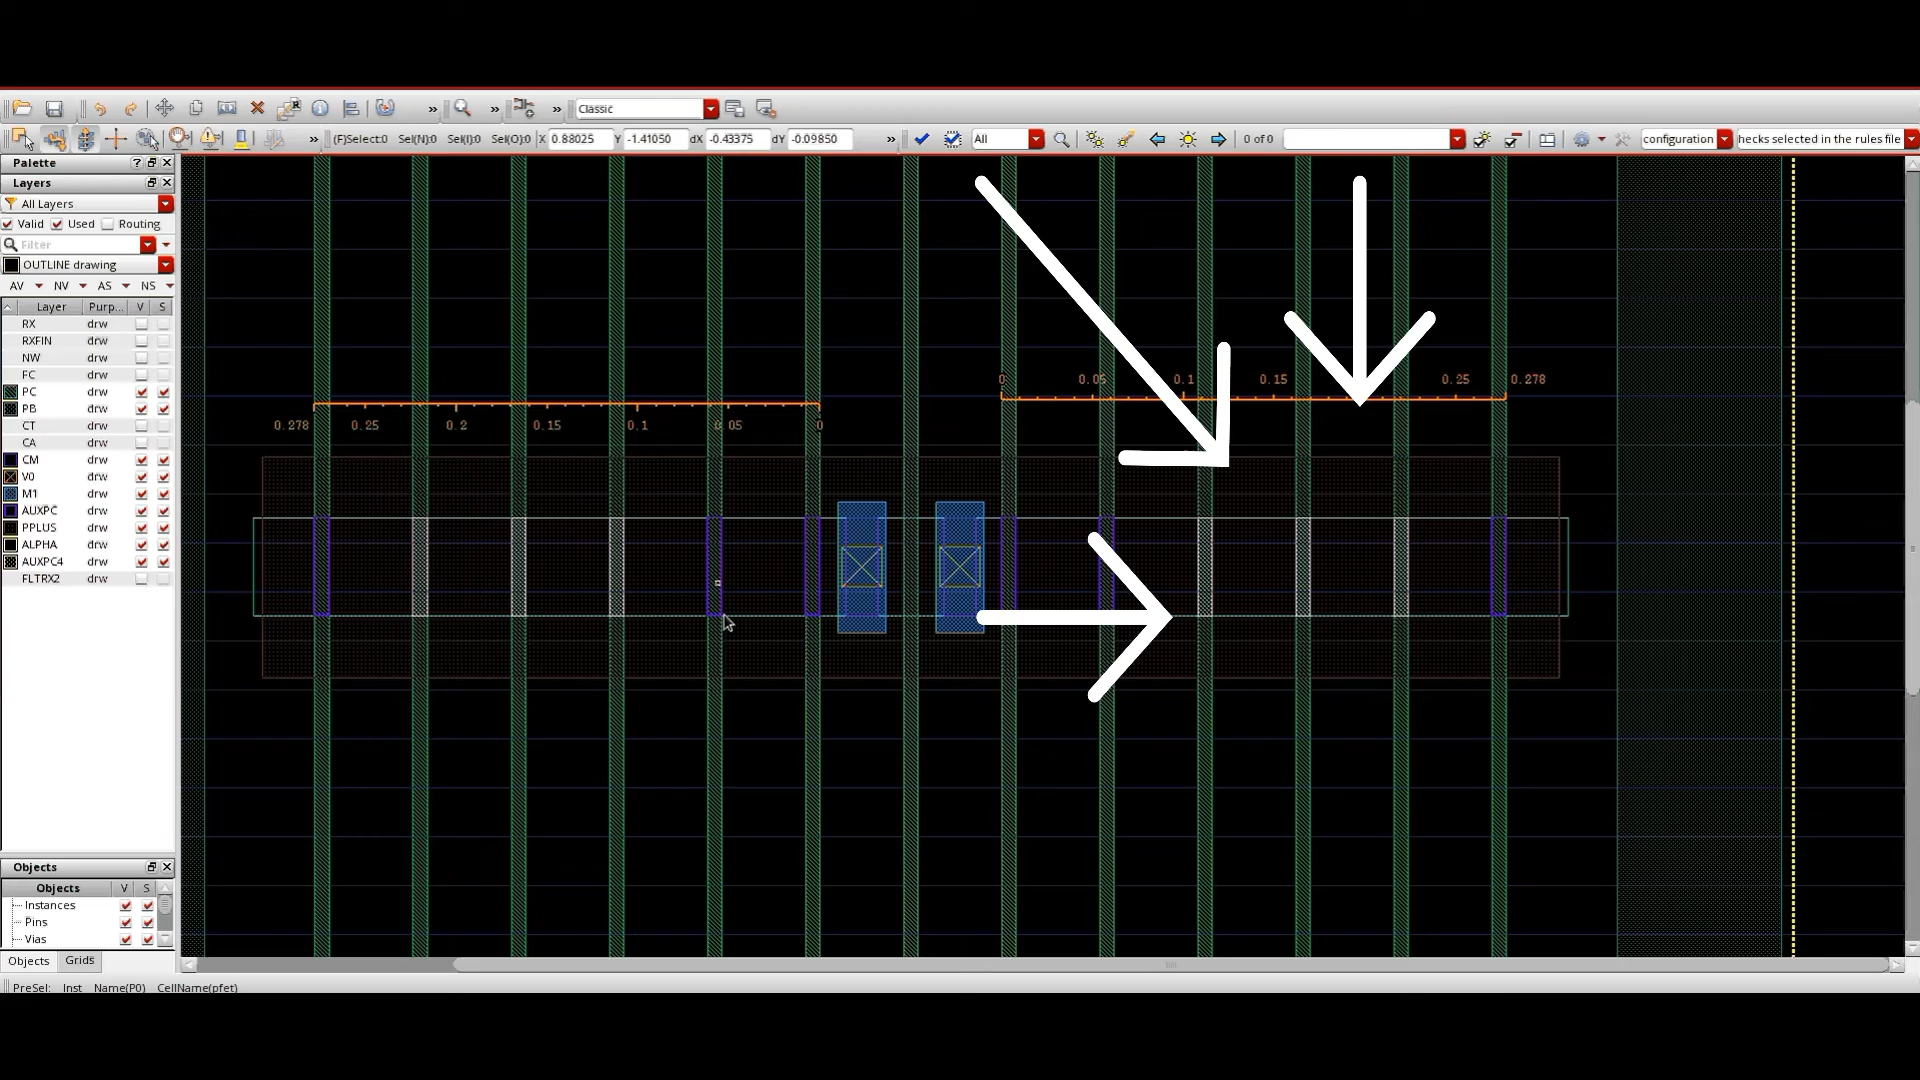 Classic
(F)Select:0 Sel(N):0 Sel(I):0 Sel(O):0 X 0.88025 Y -1.41050 dX -0.43375 dY -0.09850
All
0 of 0
configuration
hecks selected in the rules file
Palette
Layers
All Layers
Valid Used Routing
Filter
OUTLINE drawing
AV NV AS NS
Layer Purp... V S
RX drw
RXFIN drw
NW drw
FC drw
PC drw
PB drw
CT drw
CA drw
CM drw
V0 drw
M1 drw
AUXPC drw
PPLUS drw
ALPHA drw
AUXPC4 drw
FLTRX2 drw
0 0.05 0.1 0.15 0.25 0.278
0.278 0.25 0.2 0.15 0.1 0.05 0
Objects
Objects V S
Instances
Pins
Vias
Objects Grids
PreSel: Inst Name(P0) CellName(pfet)